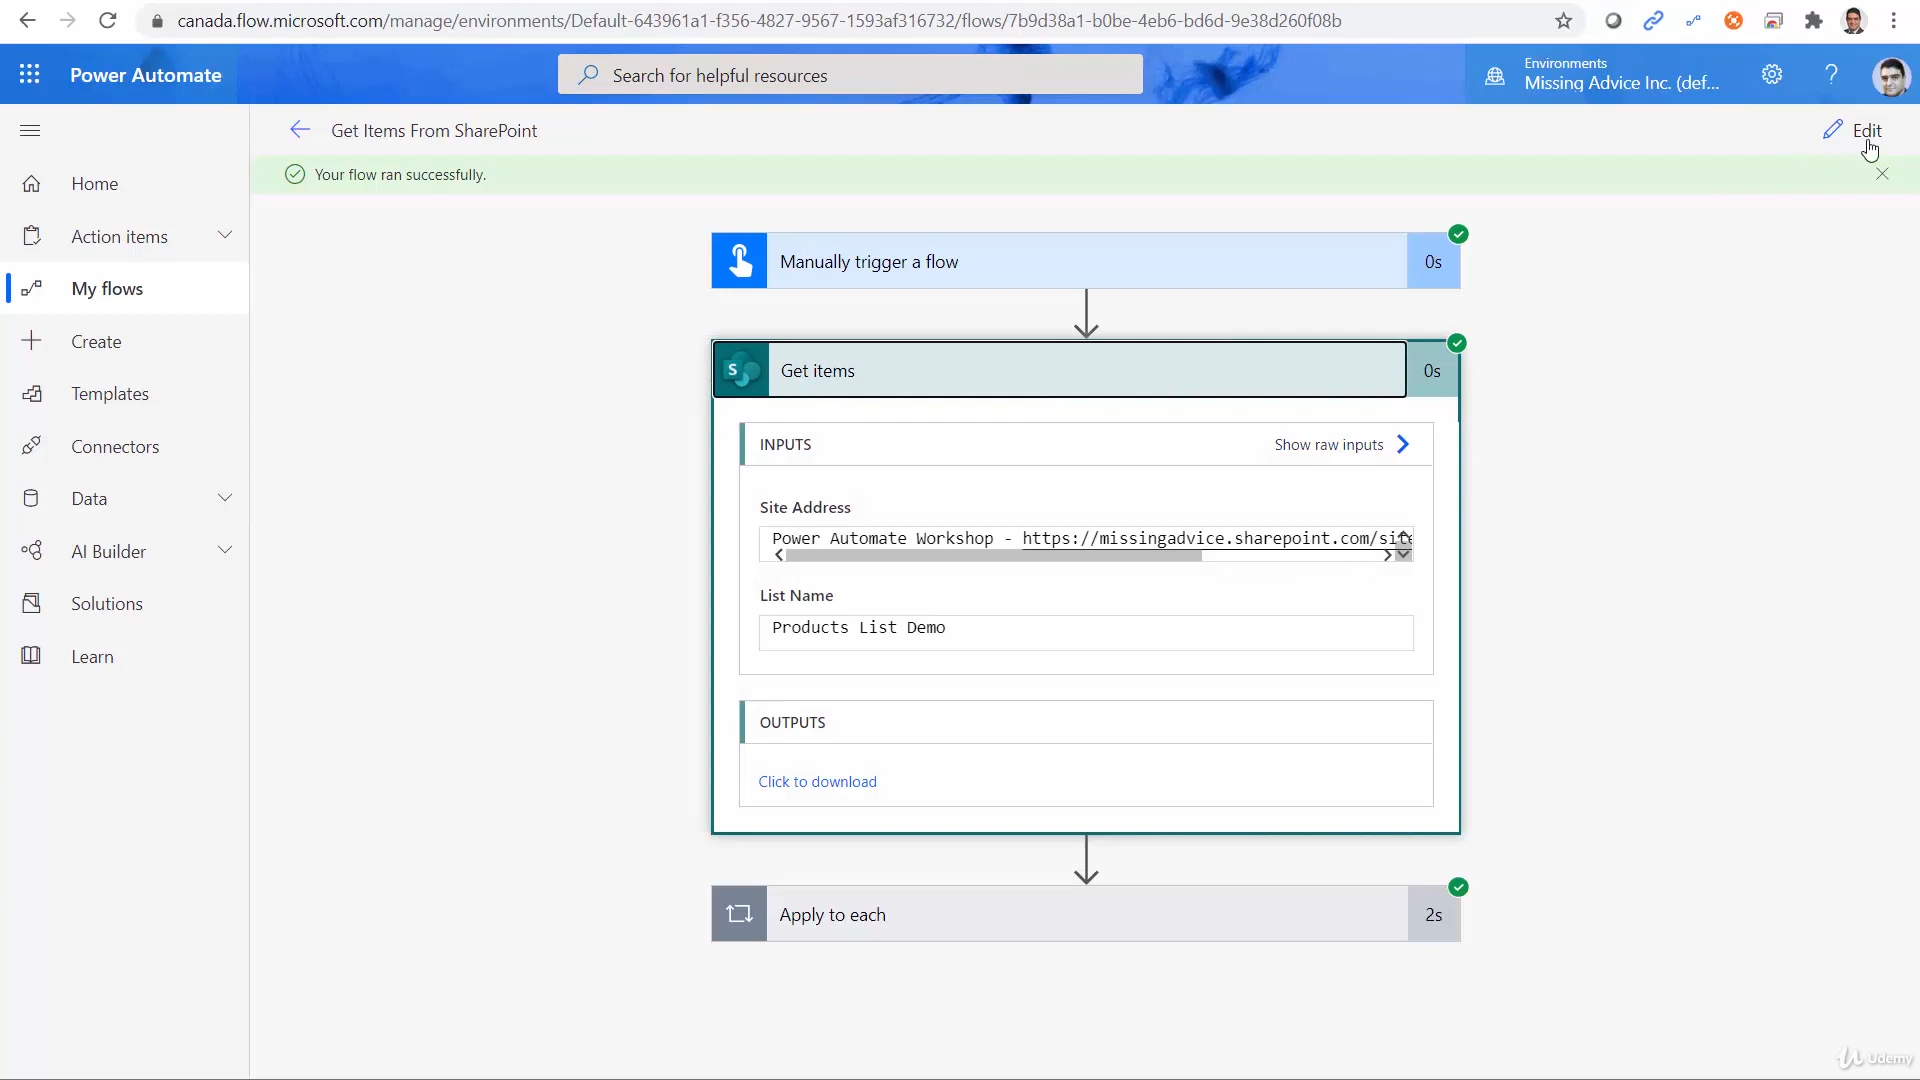 canada.flow.microsoft.com/manage/environments/Default-643961a1-f356-4827-9567-1593af316732/flows/7b9d38a1-b0be-4eb6-bd6d-9e38d260f08b
Power Automate
Search for helpful resources
Environments
Missing Advice Inc. (def...
?
Get Items From SharePoint
Edit
Your flow ran successfully.
Home
Action items
My flows
Create
Templates
Connectors
Data
AI Builder
Solutions
Learn
Manually trigger a flow
0s
S
Get items
0s
INPUTS
Show raw inputs
Site Address
Power Automate Workshop - https://missingadvice.sharepoint.com/site
List Name
Products List Demo
OUTPUTS
Click to download
Apply to each
2s
Udemy